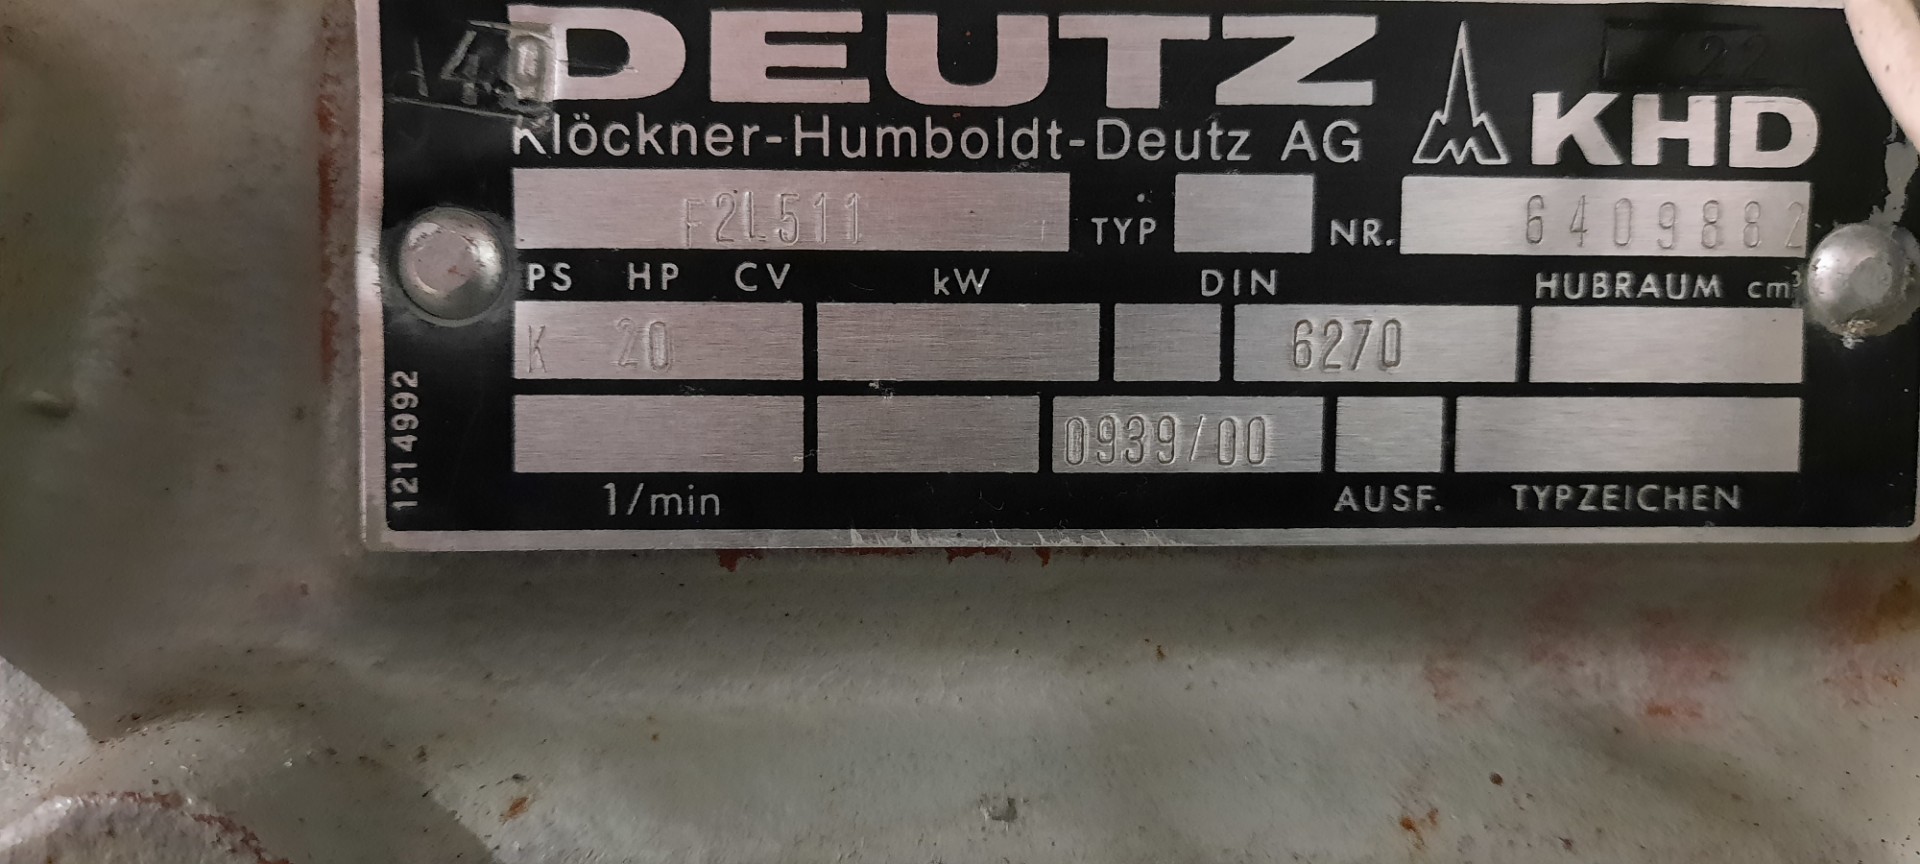 DEUTZ
22
Klöckner-Humboldt-Deutz AG KHD
F2L511 TYP NR. 6409882
PS HP CV kW DIN HUBRAUM cm³
K 20 6270
0939/00
1/min AUSF. TYPZEICHEN
1214992